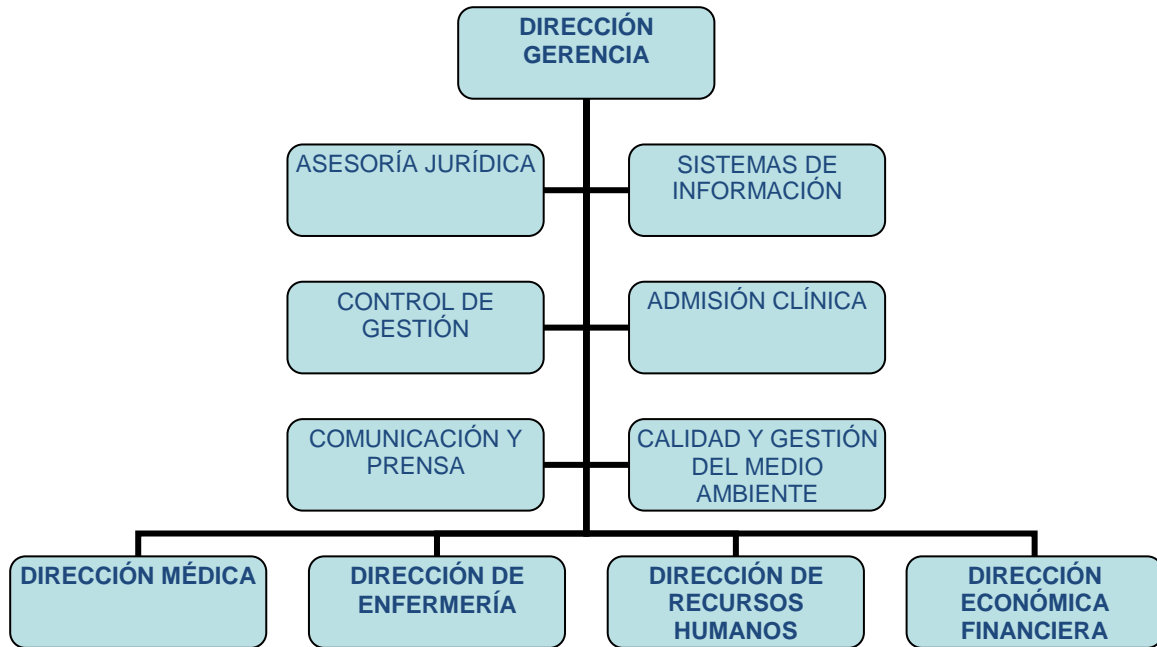 DIRECCIÓN
GERENCIA
ASESORÍA JURÍDICA
SISTEMAS DE
INFORMACIÓN
CONTROL DE
GESTIÓN
ADMISIÓN CLÍNICA
COMUNICACIÓN Y
PRENSA
CALIDAD Y GESTIÓN
DEL MEDIO
AMBIENTE
DIRECCIÓN MÉDICA
DIRECCIÓN DE
ENFERMERÍA
DIRECCIÓN DE
RECURSOS
HUMANOS
DIRECCIÓN
ECONÓMICA
FINANCIERA